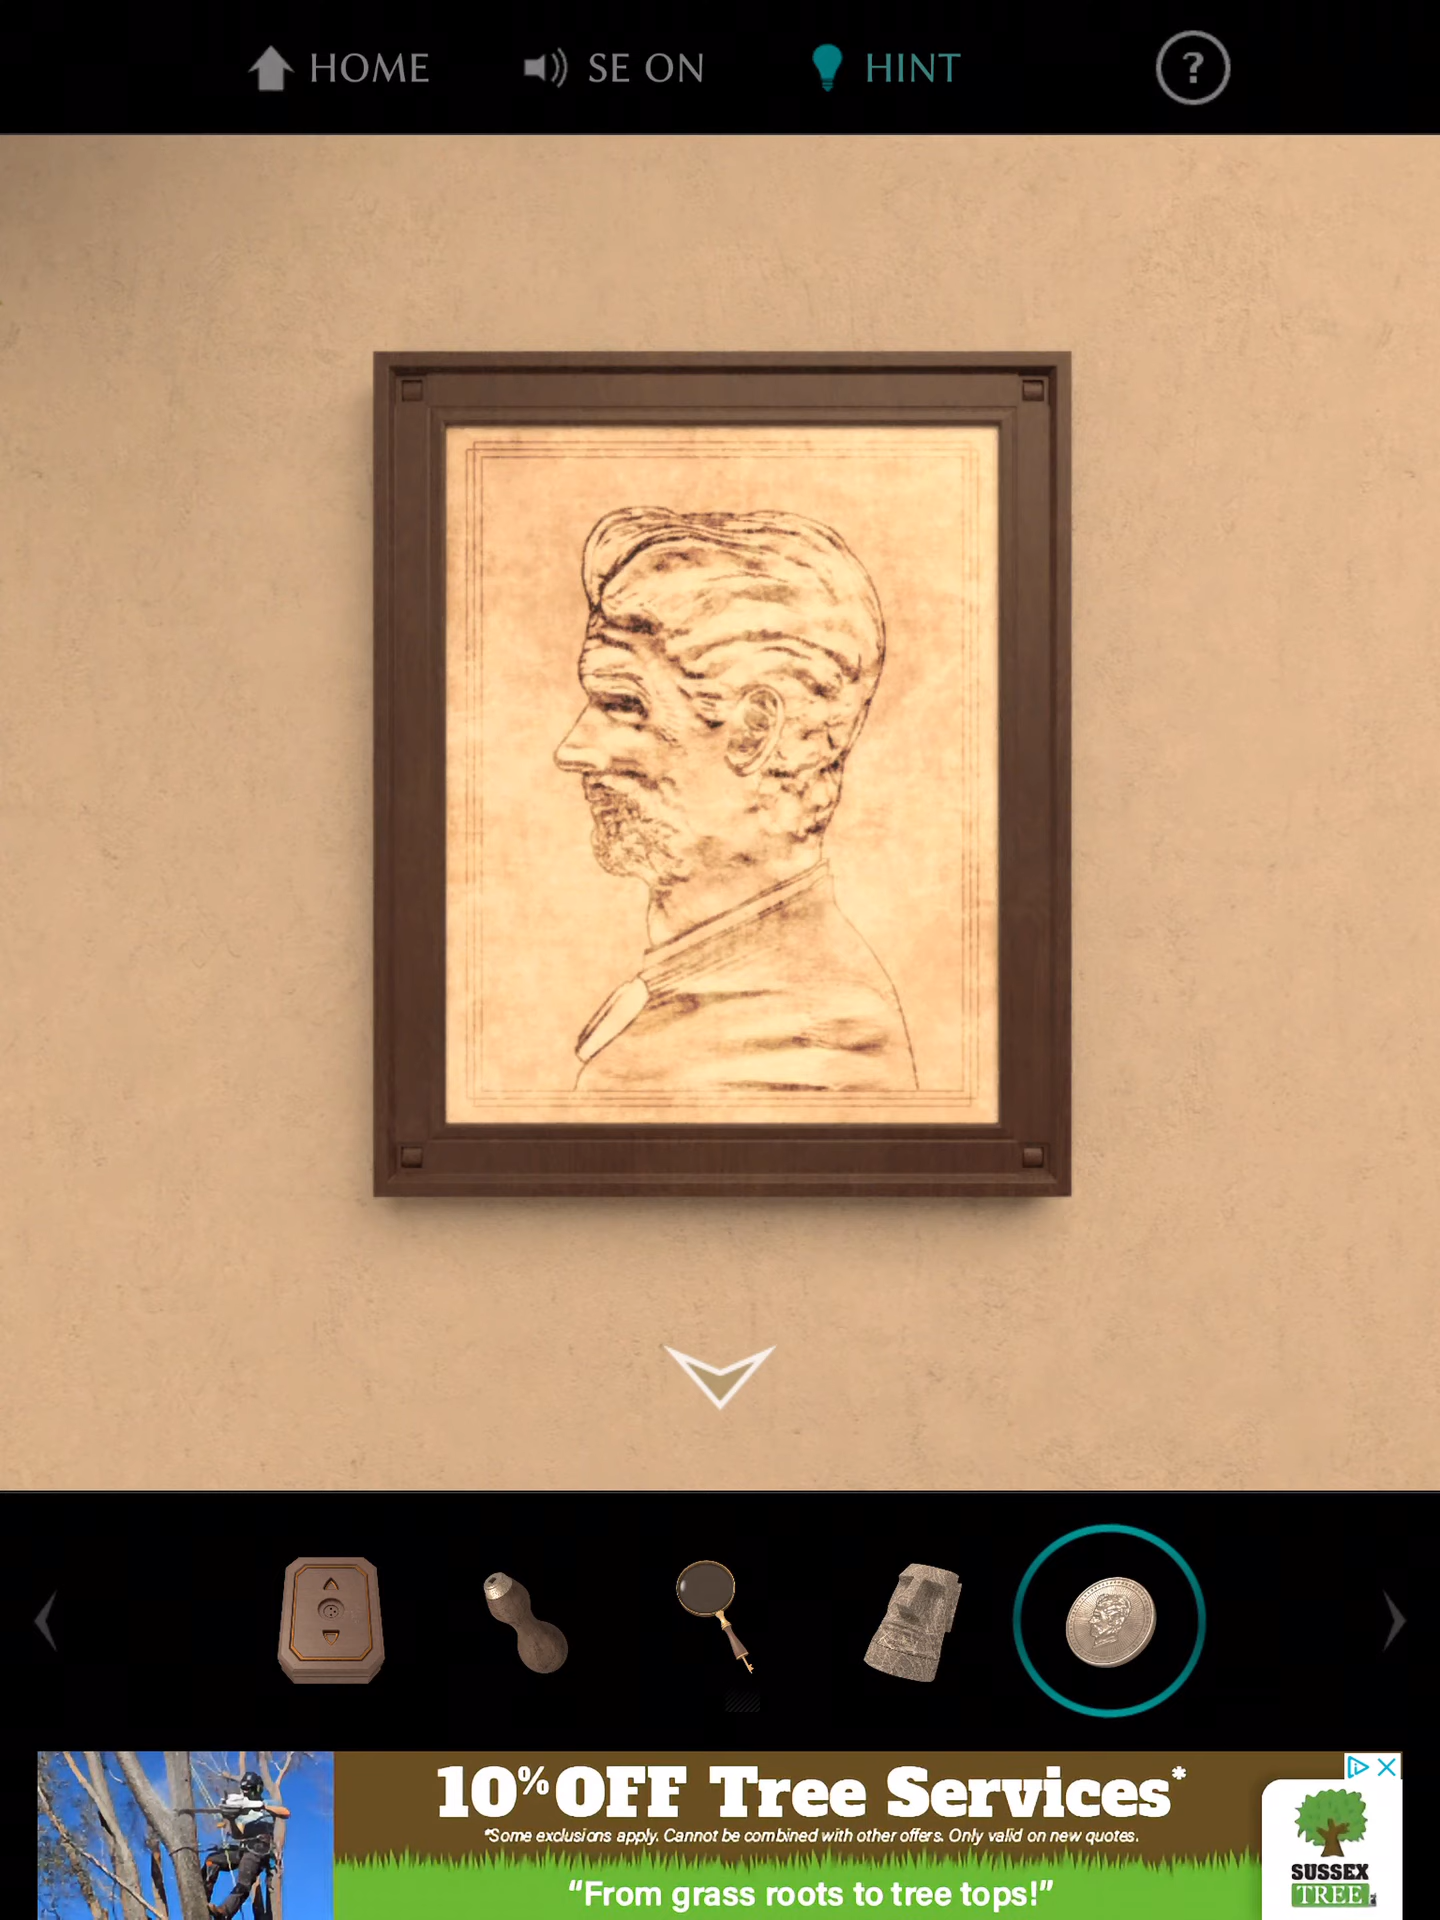 HOME
SE ON
HINT
?
10% OFF Tree Services*
*Some exclusions apply. Cannot be combined with other offers. Only valid on new quotes.
“From grass roots to tree tops!”
SUSSEX
TREE